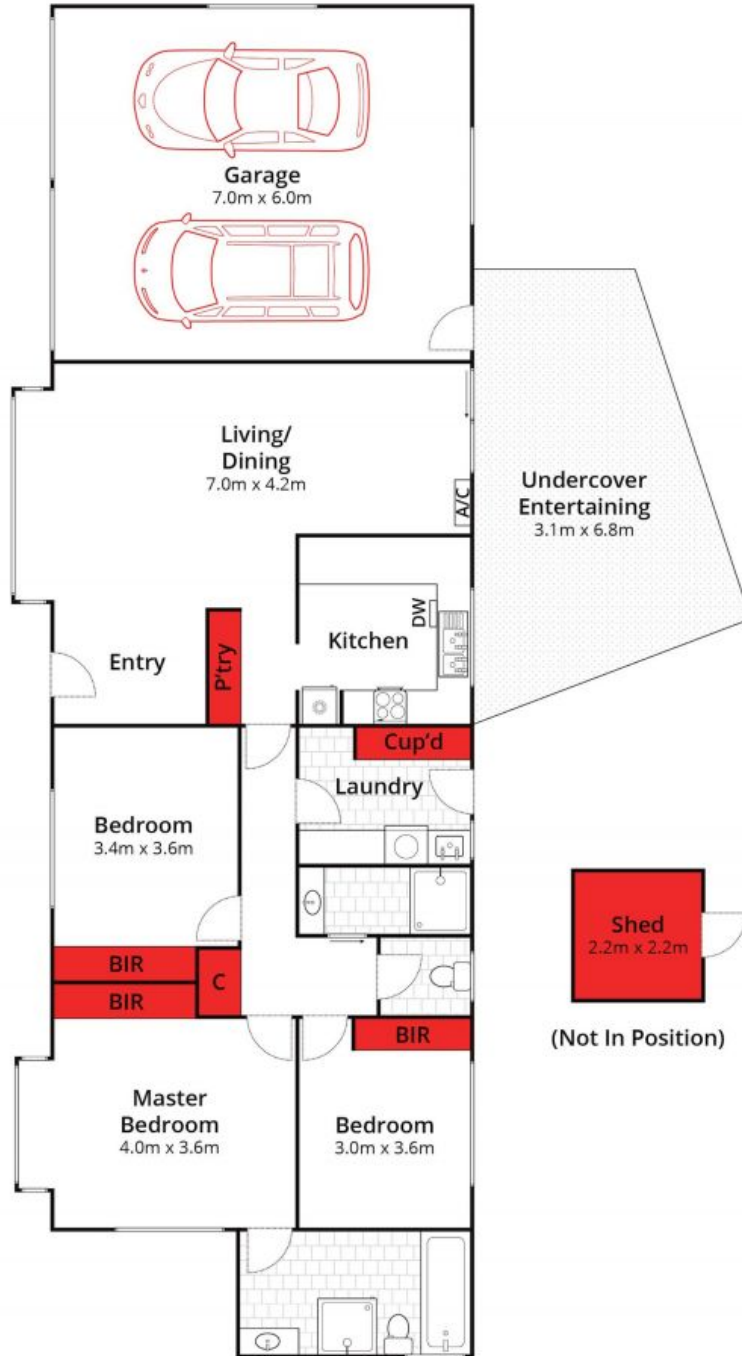 Garage
7.0m x 6.0m
Living/
Dining
7.0m x 4.2m
A/C
Undercover
Entertaining
3.1m x 6.8m
DW
Kitchen
Entry
P'try
Cup'd
Laundry
Bedroom
3.4m x 3.6m
BIR
BIR
C
Shed
2.2m x 2.2m
(Not In Position)
BIR
Master
Bedroom
4.0m x 3.6m
Bedroom
3.0m x 3.6m